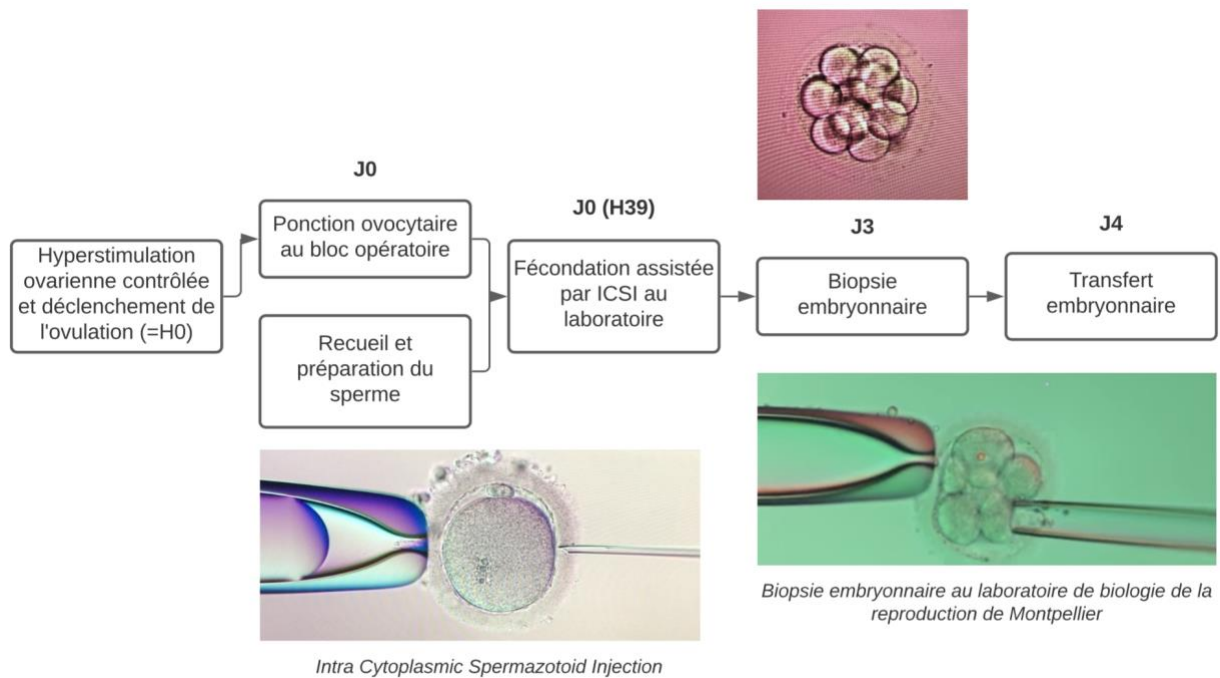 J0
Ponction ovocytaire
au bloc opératoire
Hyperstimulation
ovarienne contrôlée
et déclenchement de
l'ovulation (=H0)
Recueil et
préparation du
sperme
J0 (H39)
Fécondation assistée
par ICSI au
laboratoire
J3
Biopsie
embryonnaire
J4
Transfert
embryonnaire
Intra Cytoplasmic Spermazotoid Injection
Biopsie embryonnaire au laboratoire de biologie de la
reproduction de Montpellier